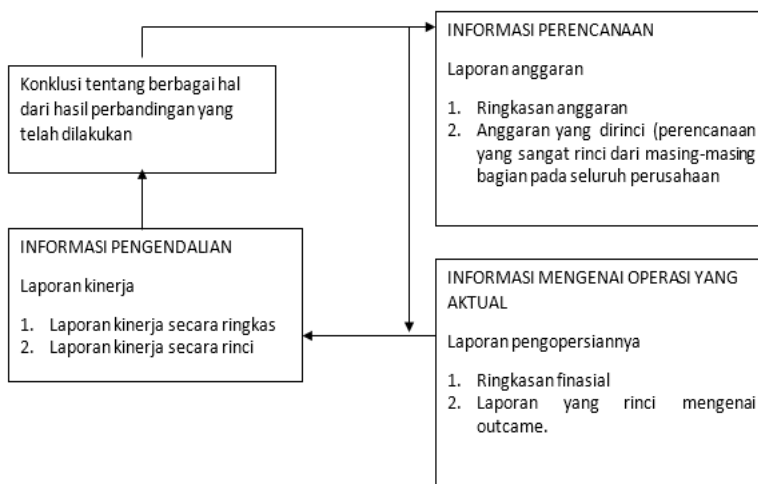 INFORMASI PERENCANAAN
Laporan anggaran
1. Ringkasan anggaran
2. Anggaran yang dirinci (perencanaan
yang sangat rinci dari masing-masing
bagian pada seluruh perusahaan
Konklusi tentang berbagai hal
dari hasil perbandingan yang
telah dilakukan
INFORMASI PENGENDALIAN
Laporan kinerja
1. Laporan kinerja secara ringkas
2. Laporan kinerja secara rinci
INFORMASI MENGENAI OPERASI YANG
AKTUAL
Laporan pengopersiannya
1. Ringkasan finasial
2. Laporan yang rinci mengenai
outcame.